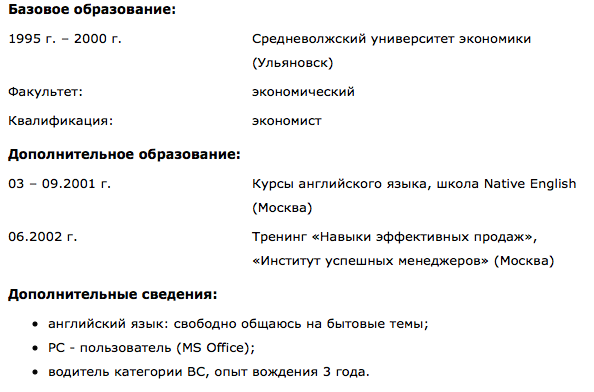 Базовое образование:
1995 г. – 2000 г. Средневолжский университет экономики
(Ульяновск)
Факультет: экономический
Квалификация: экономист
Дополнительное образование:
03 – 09.2001 г. Курсы английского языка, школа Native English
(Москва)
06.2002 г. Тренинг «Навыки эффективных продаж»,
«Институт успешных менеджеров» (Москва)
Дополнительные сведения:
• английский язык: свободно общаюсь на бытовые темы;
• PC - пользователь (MS Office);
• водитель категории BC, опыт вождения 3 года.